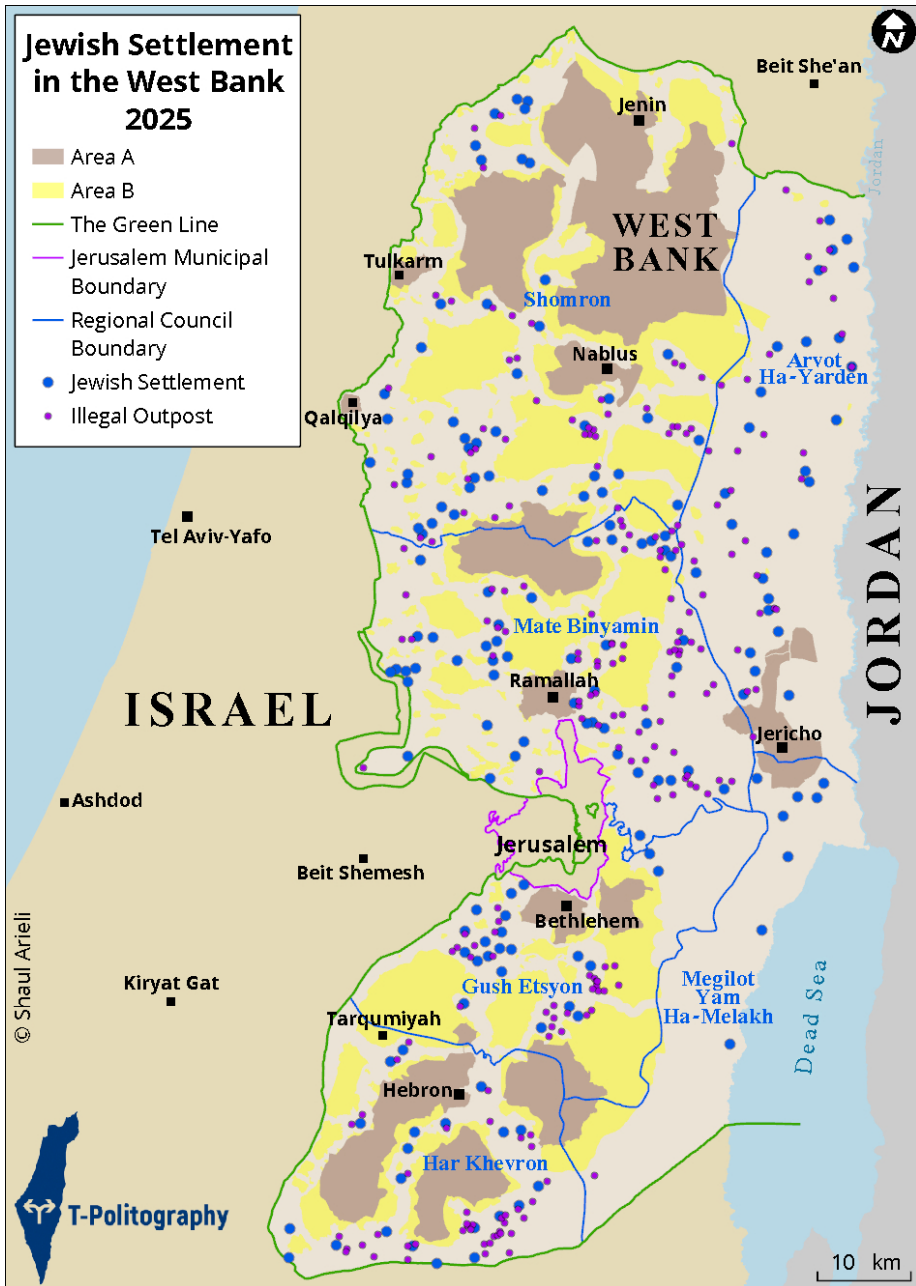 Jewish Settlement
in the West Bank
2025
Area A
Area B
The Green Line
Jerusalem Municipal
Boundary
Regional Council
Boundary
Jewish Settlement
Illegal Outpost
N
Beit She'an
Jenin
Jordan
WEST
BANK
Tulkarm
Shomron
Nablus
Arvot
Ha-Yarden
Qalqilya
Tel Aviv-Yafo
JORDAN
Mate Binyamin
Ramallah
ISRAEL
Jericho
Ashdod
Jerusalem
Beit Shemesh
Bethlehem
© Shaul Arieli
Kiryat Gat
Gush Etsyon
Megilot
Yam
Ha-Melakh
Dead Sea
Tarqumiyah
Hebron
Har Khevron
T-Politography
10 km